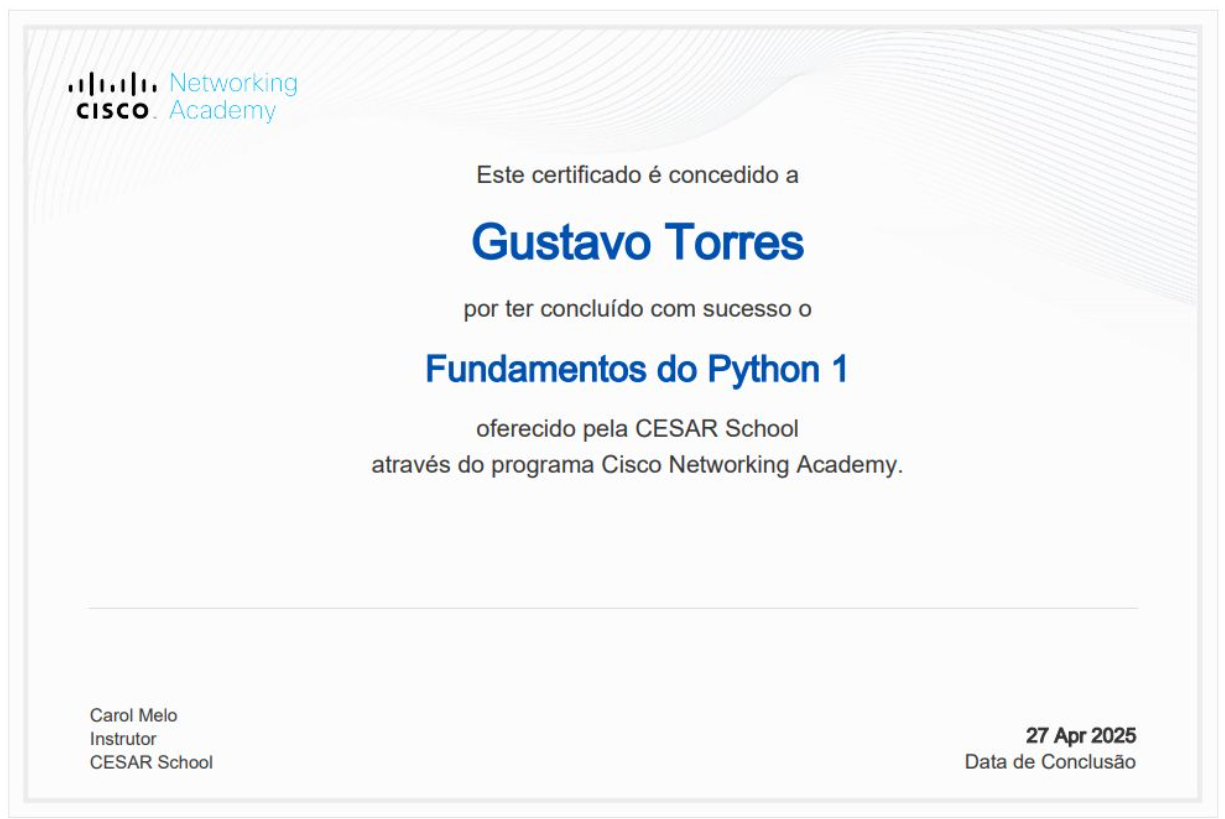 CISCO Networking
Academy
Este certificado é concedido a
Gustavo Torres
por ter concluído com sucesso o
Fundamentos do Python 1
oferecido pela CESAR School
através do programa Cisco Networking Academy.
Carol Melo
Instrutor
CESAR School
27 Apr 2025
Data de Conclusão